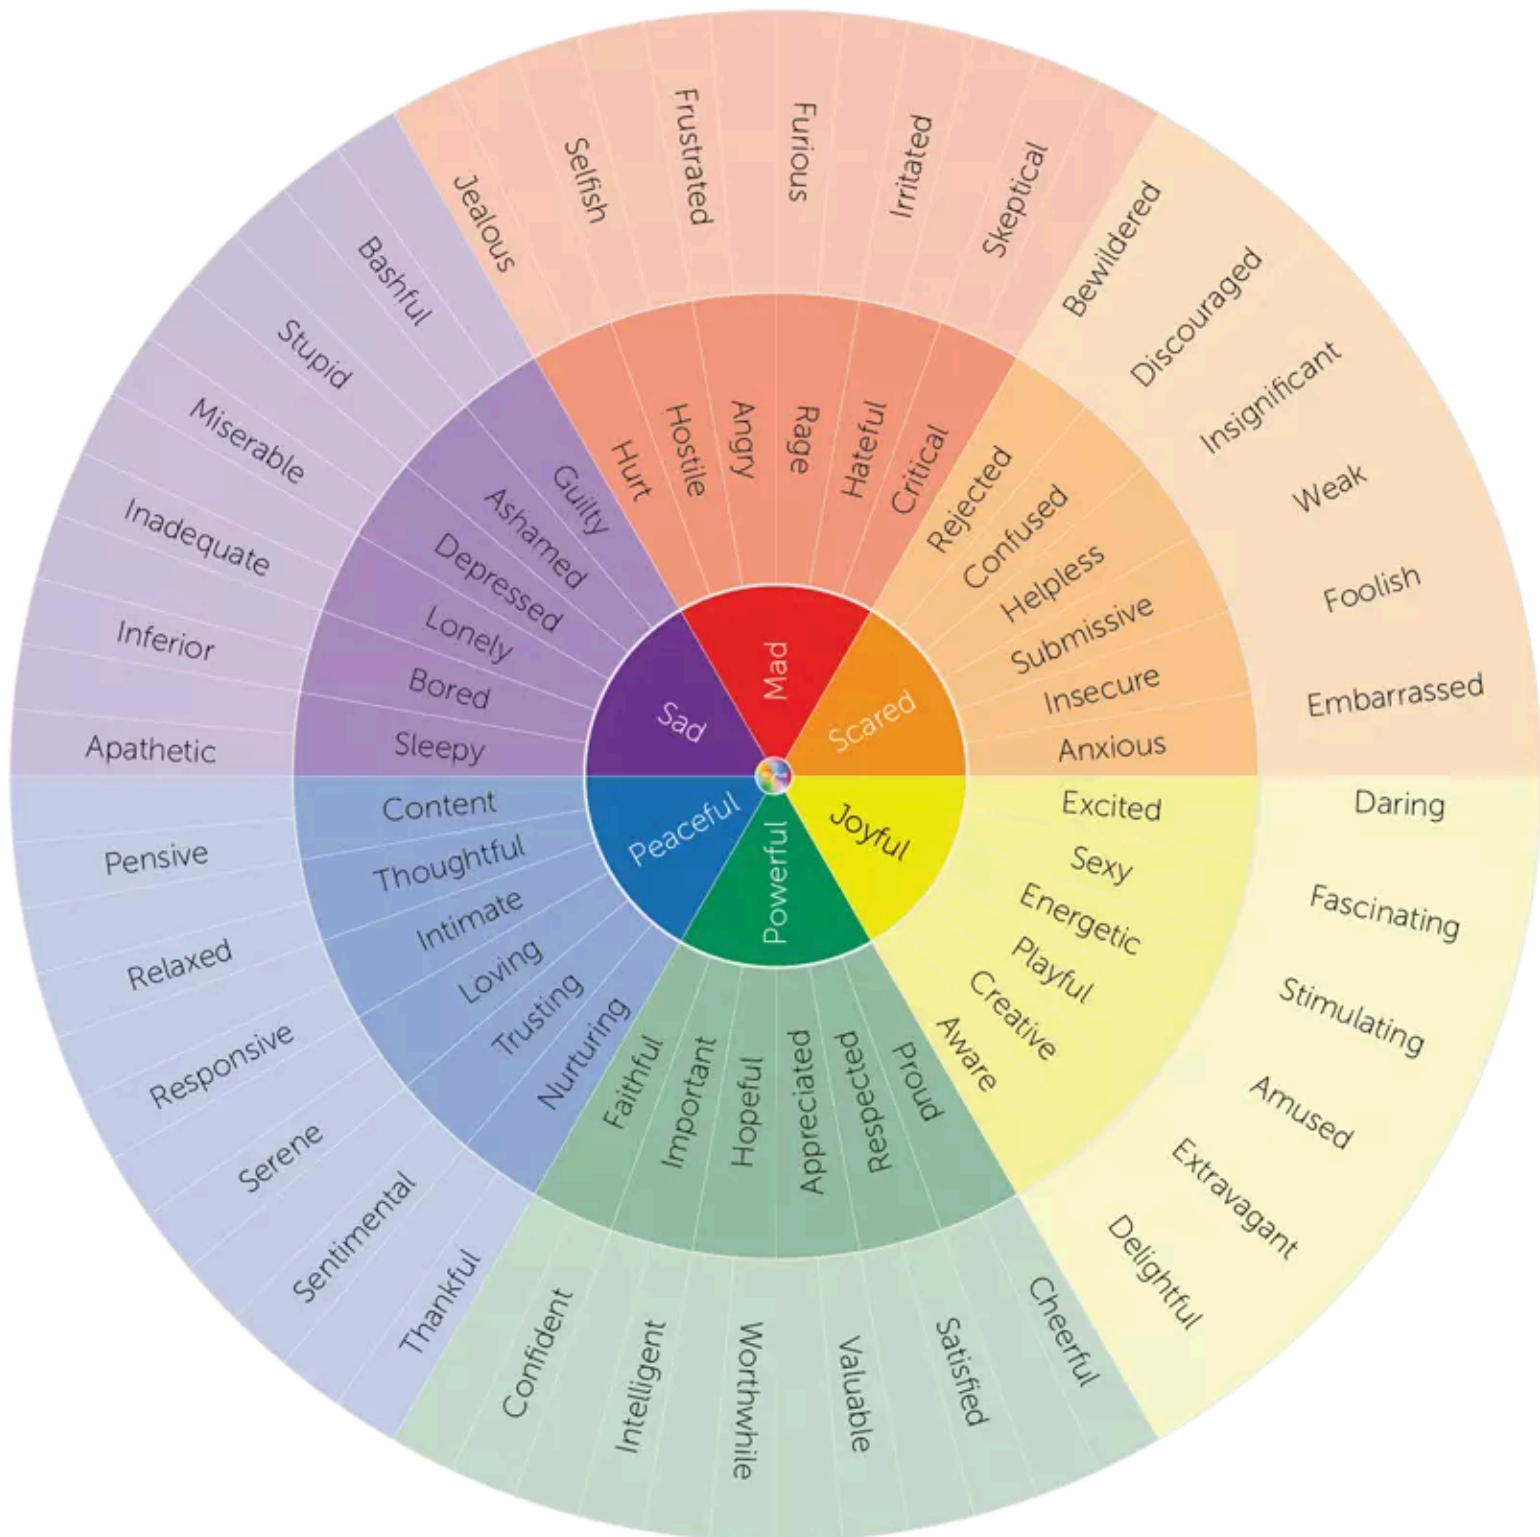 Mad
Scared
Joyful
Powerful
Peaceful
Sad
Hurt
Hostile
Angry
Rage
Hateful
Critical
Rejected
Confused
Helpless
Submissive
Insecure
Anxious
Excited
Sexy
Energetic
Playful
Creative
Aware
Proud
Respected
Appreciated
Hopeful
Important
Faithful
Nurturing
Trusting
Loving
Intimate
Thoughtful
Content
Sleepy
Bored
Lonely
Depressed
Ashamed
Guilty
Jealous
Selfish
Frustrated
Furious
Irritated
Skeptical
Bewildered
Discouraged
Insignificant
Weak
Foolish
Embarrassed
Daring
Fascinating
Stimulating
Amused
Extravagant
Delightful
Cheerful
Satisfied
Valuable
Worthwhile
Intelligent
Confident
Thankful
Sentimental
Serene
Responsive
Relaxed
Pensive
Apathetic
Inferior
Inadequate
Miserable
Stupid
Bashful